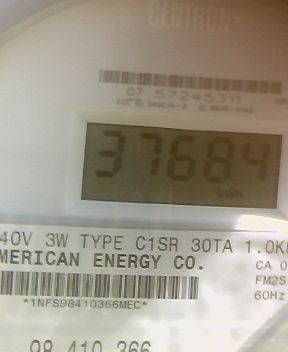 CENTRON
07 57245311
37684
kWh
40V 3W TYPE C1SR 30TA 1.0K
MERICAN ENERGY CO.
CA 0
FM2S
*1NFS98410366MEC*
60Hz
98 410 366